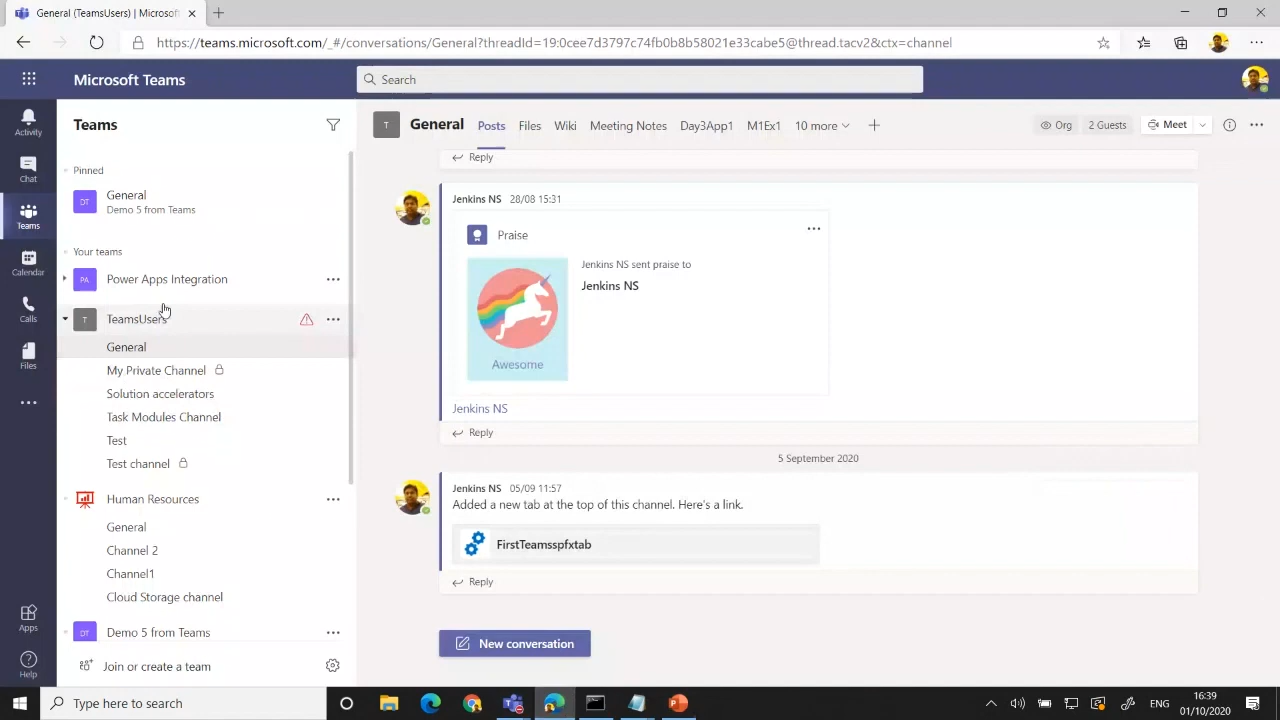 General (TeamsUsers) | Microsoft
https://teams.microsoft.com/_#/conversations/General?threadId=19:0cee7d3797c74fb0b8b58021e33cabe5@thread.tacv2&ctx=channel
Microsoft Teams
Search
Activity
Chat
Teams
Calendar
Calls
Files
Apps
Help
Teams
Pinned
DT
General
Demo 5 from Teams
Your teams
PA
Power Apps Integration
T
TeamsUsers
General
My Private Channel
Solution accelerators
Task Modules Channel
Test
Test channel
Human Resources
General
Channel 2
Channel1
Cloud Storage channel
DT
Demo 5 from Teams
Join or create a team
T
General Posts Files Wiki Meeting Notes Day3App1 M1Ex1 10 more
Org 2 Guests Meet
Reply
Jenkins NS 28/08 15:31
Praise
Jenkins NS sent praise to
Jenkins NS
Awesome
Jenkins NS
Reply
5 September 2020
Jenkins NS 05/09 11:57
Added a new tab at the top of this channel. Here's a link.
FirstTeamsspfxtab
Reply
New conversation
Type here to search
ENG
16:39
01/10/2020